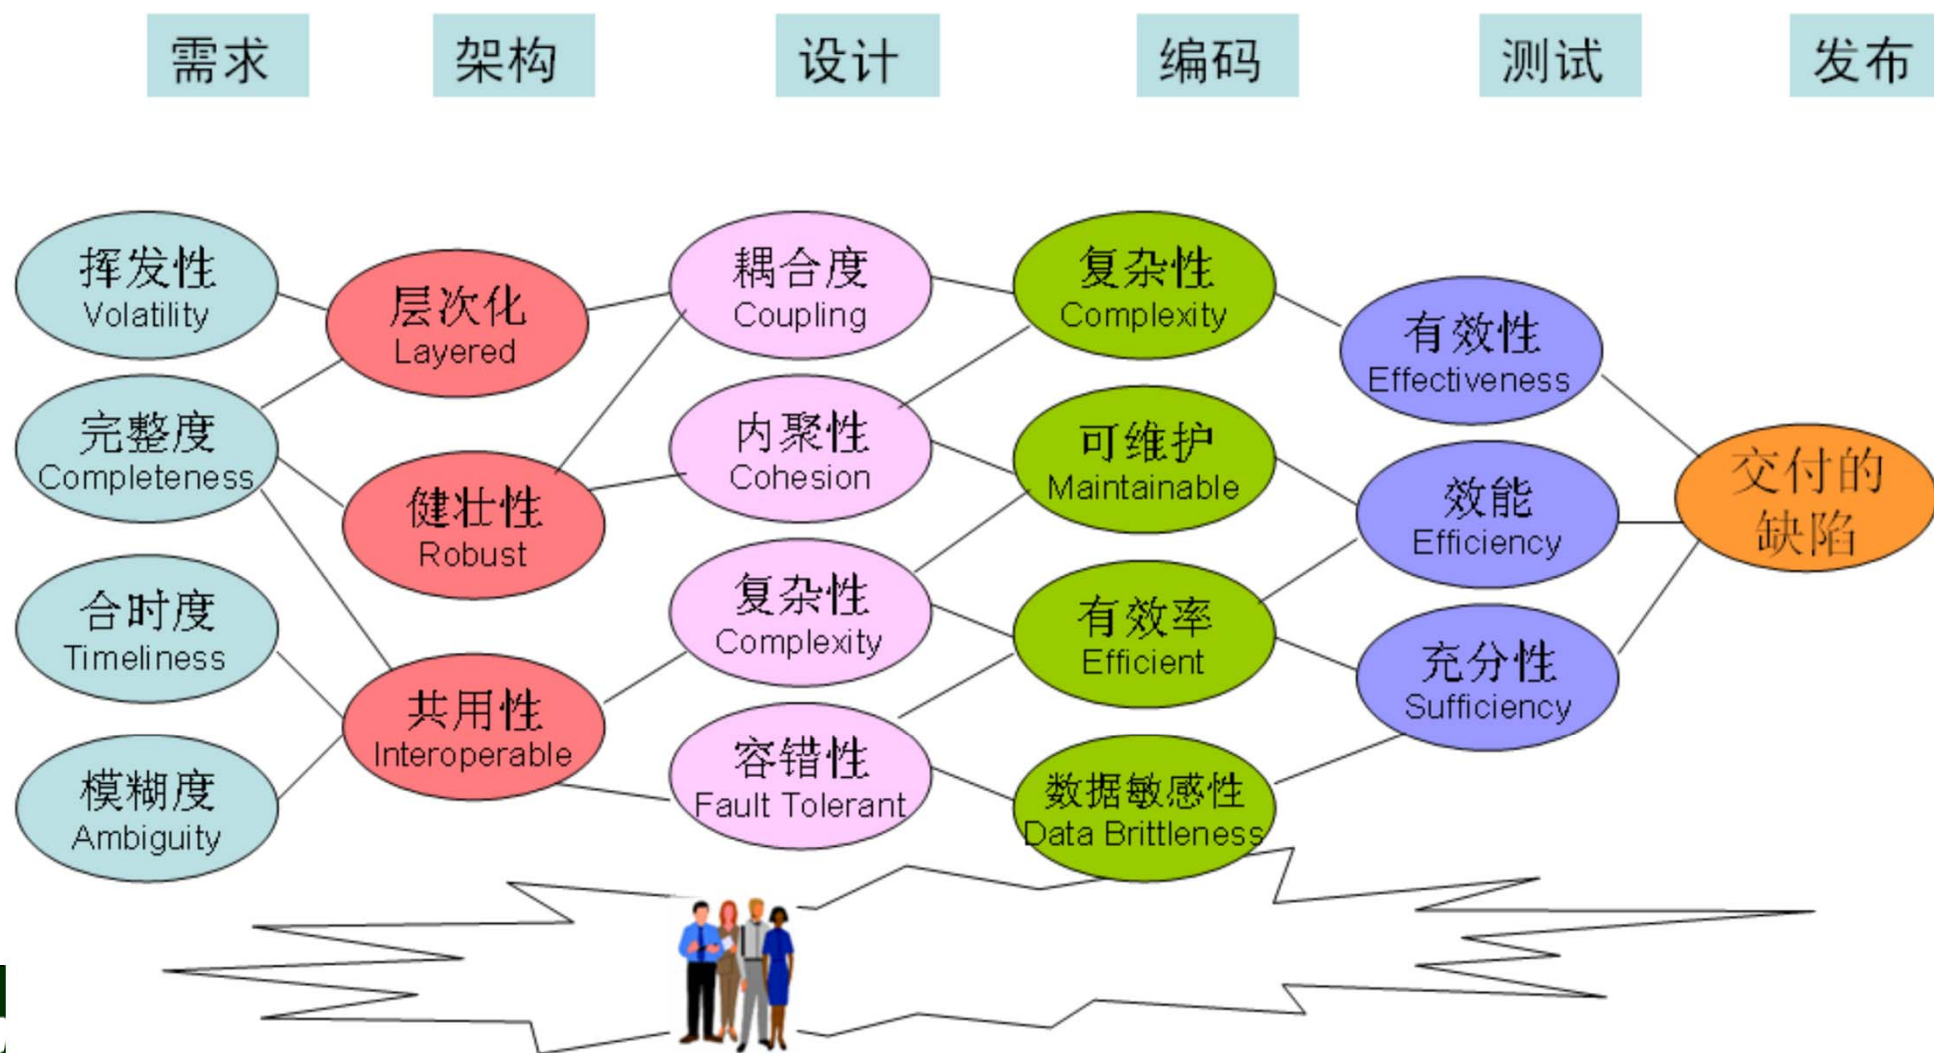 需求
架构
设计
编码
测试
发布
挥发性
Volatility
完整度
Completeness
合时度
Timeliness
模糊度
Ambiguity
层次化
Layered
健壮性
Robust
共用性
Interoperable
耦合度
Coupling
内聚性
Cohesion
复杂性
Complexity
容错性
Fault Tolerant
复杂性
Complexity
可维护
Maintainable
有效率
Efficient
数据敏感性
Data Brittleness
有效性
Effectiveness
效能
Efficiency
充分性
Sufficiency
交付的
缺陷